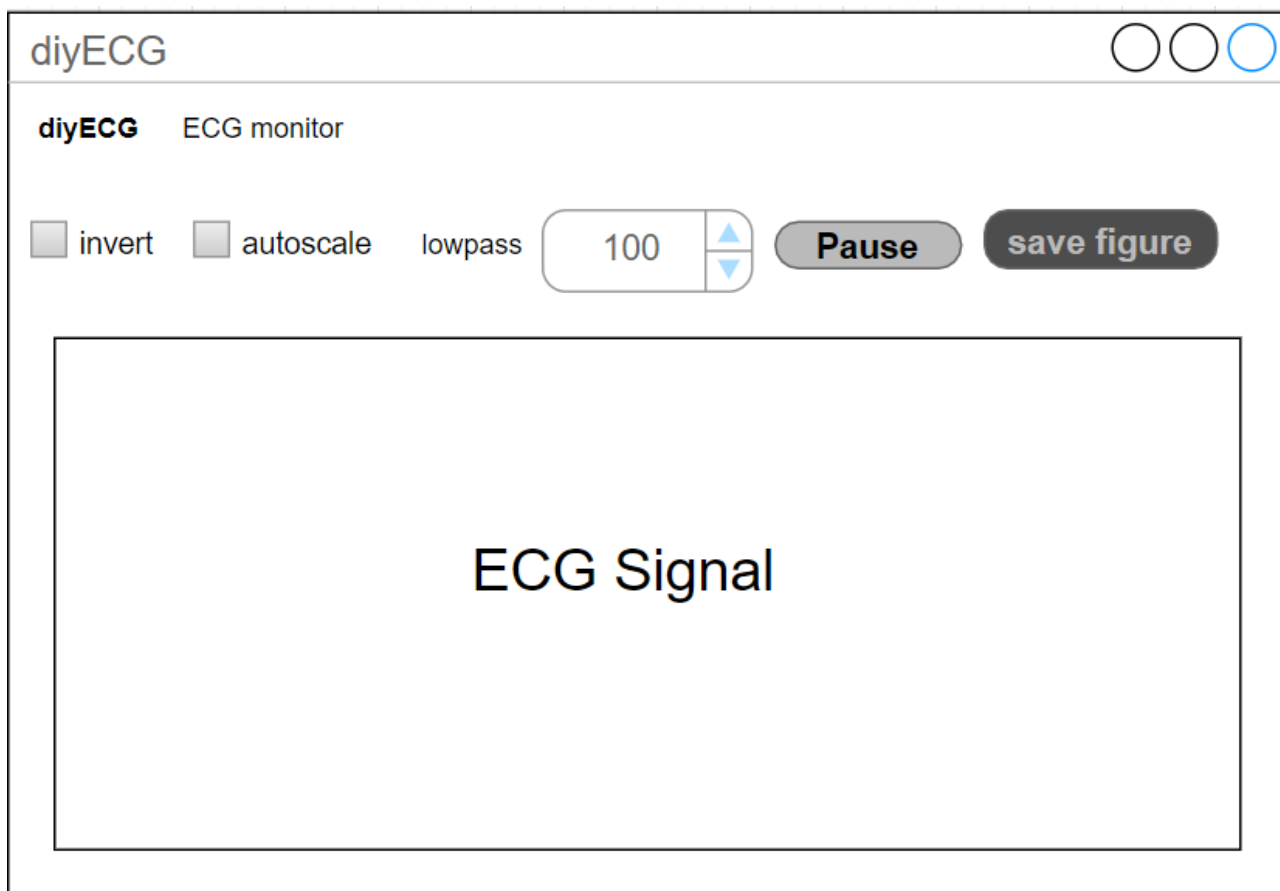 diyECG
diyECG ECG monitor
invert autoscale lowpass 100 Pause save figure
ECG Signal